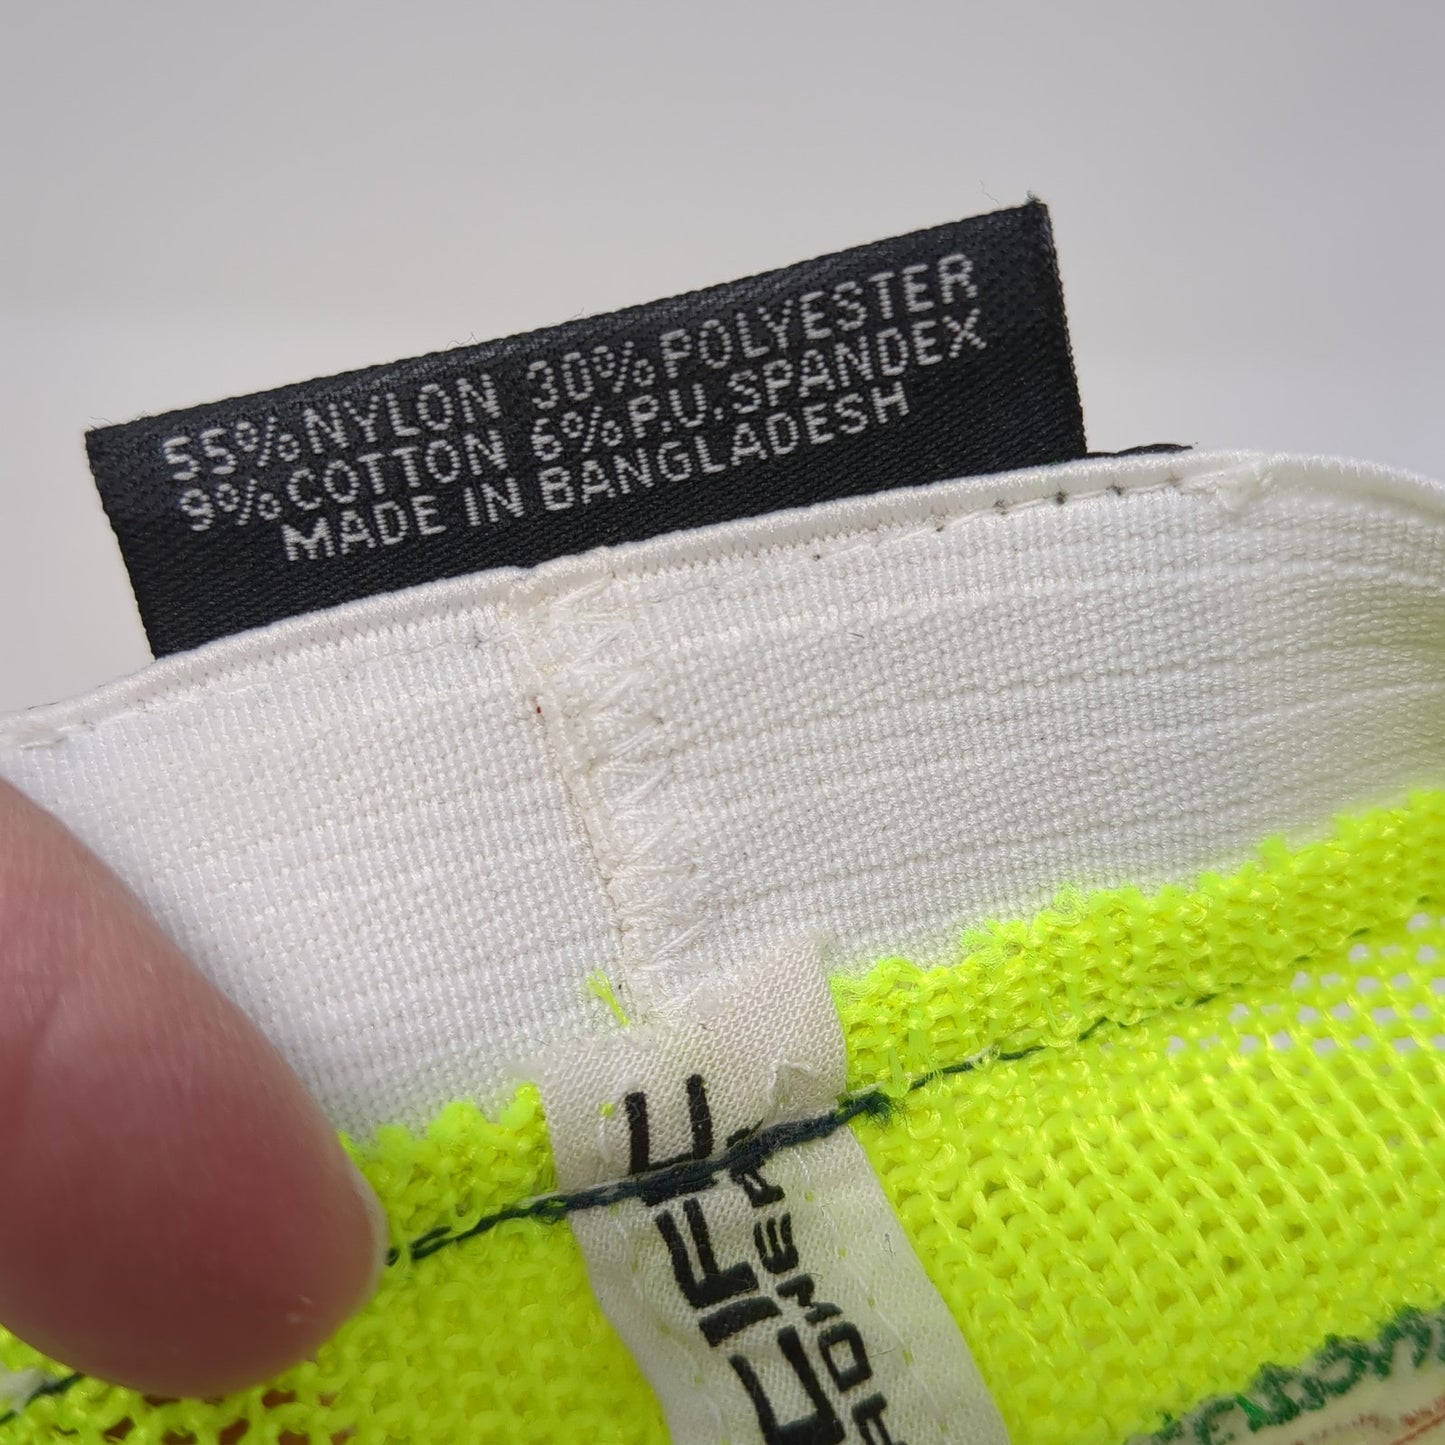 55% NYLON 30% POLYESTER
9% COTTON 6% P.U. SPANDEX
MADE IN BANGLADESH